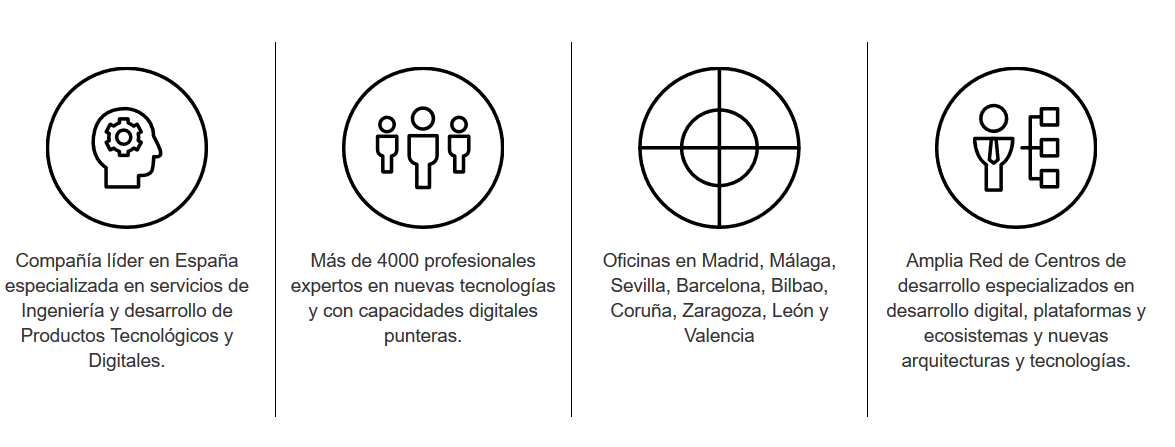 Compañía líder en España
especializada en servicios de
Ingeniería y desarrollo de
Productos Tecnológicos y
Digitales.
Más de 4000 profesionales
expertos en nuevas tecnologías
y con capacidades digitales
punteras.
Oficinas en Madrid, Málaga,
Sevilla, Barcelona, Bilbao,
Coruña, Zaragoza, León y
Valencia
Amplia Red de Centros de
desarrollo especializados en
desarrollo digital, plataformas y
ecosistemas y nuevas
arquitecturas y tecnologías.